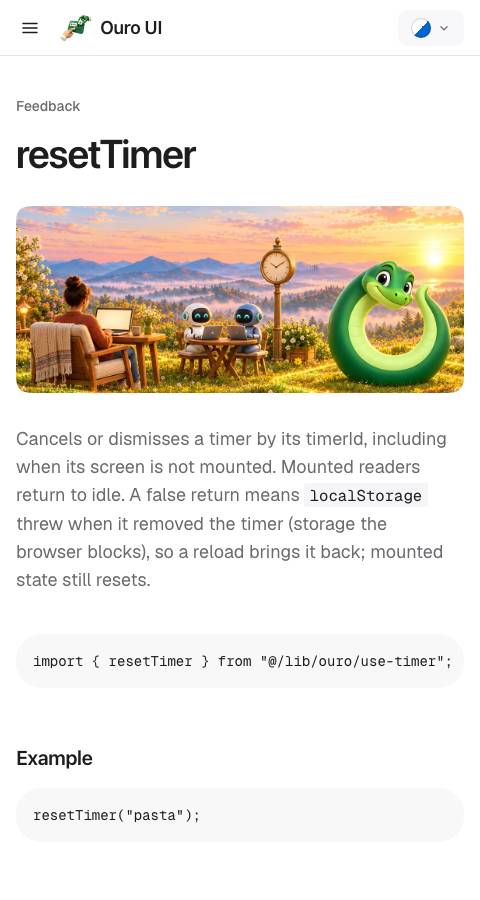 Ouro UI
Feedback
resetTimer
Cancels or dismisses a timer by its timerId, including
when its screen is not mounted. Mounted readers
return to idle. A false return means localStorage
threw when it removed the timer (storage the
browser blocks), so a reload brings it back; mounted
state still resets.
import { resetTimer } from "@/lib/ouro/use-timer";
Example
resetTimer("pasta");